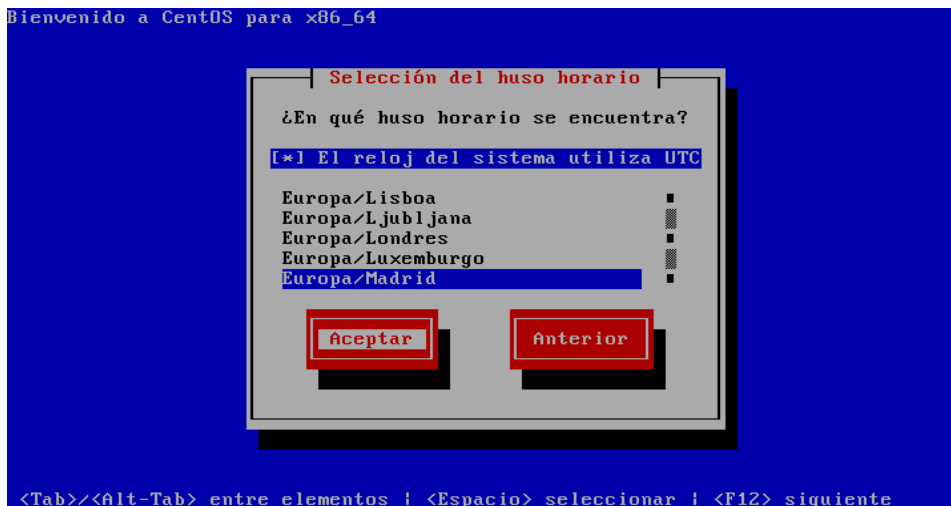 Bienvenido a CentOS para x86_64
Selección del huso horario
¿En qué huso horario se encuentra?
[*] El reloj del sistema utiliza UTC
Europa/Lisboa
Europa/Ljubljana
Europa/Londres
Europa/Luxemburgo
Europa/Madrid
Aceptar Anterior
<Tab>/<Alt-Tab> entre elementos | <Espacio> seleccionar | <F12> siguiente